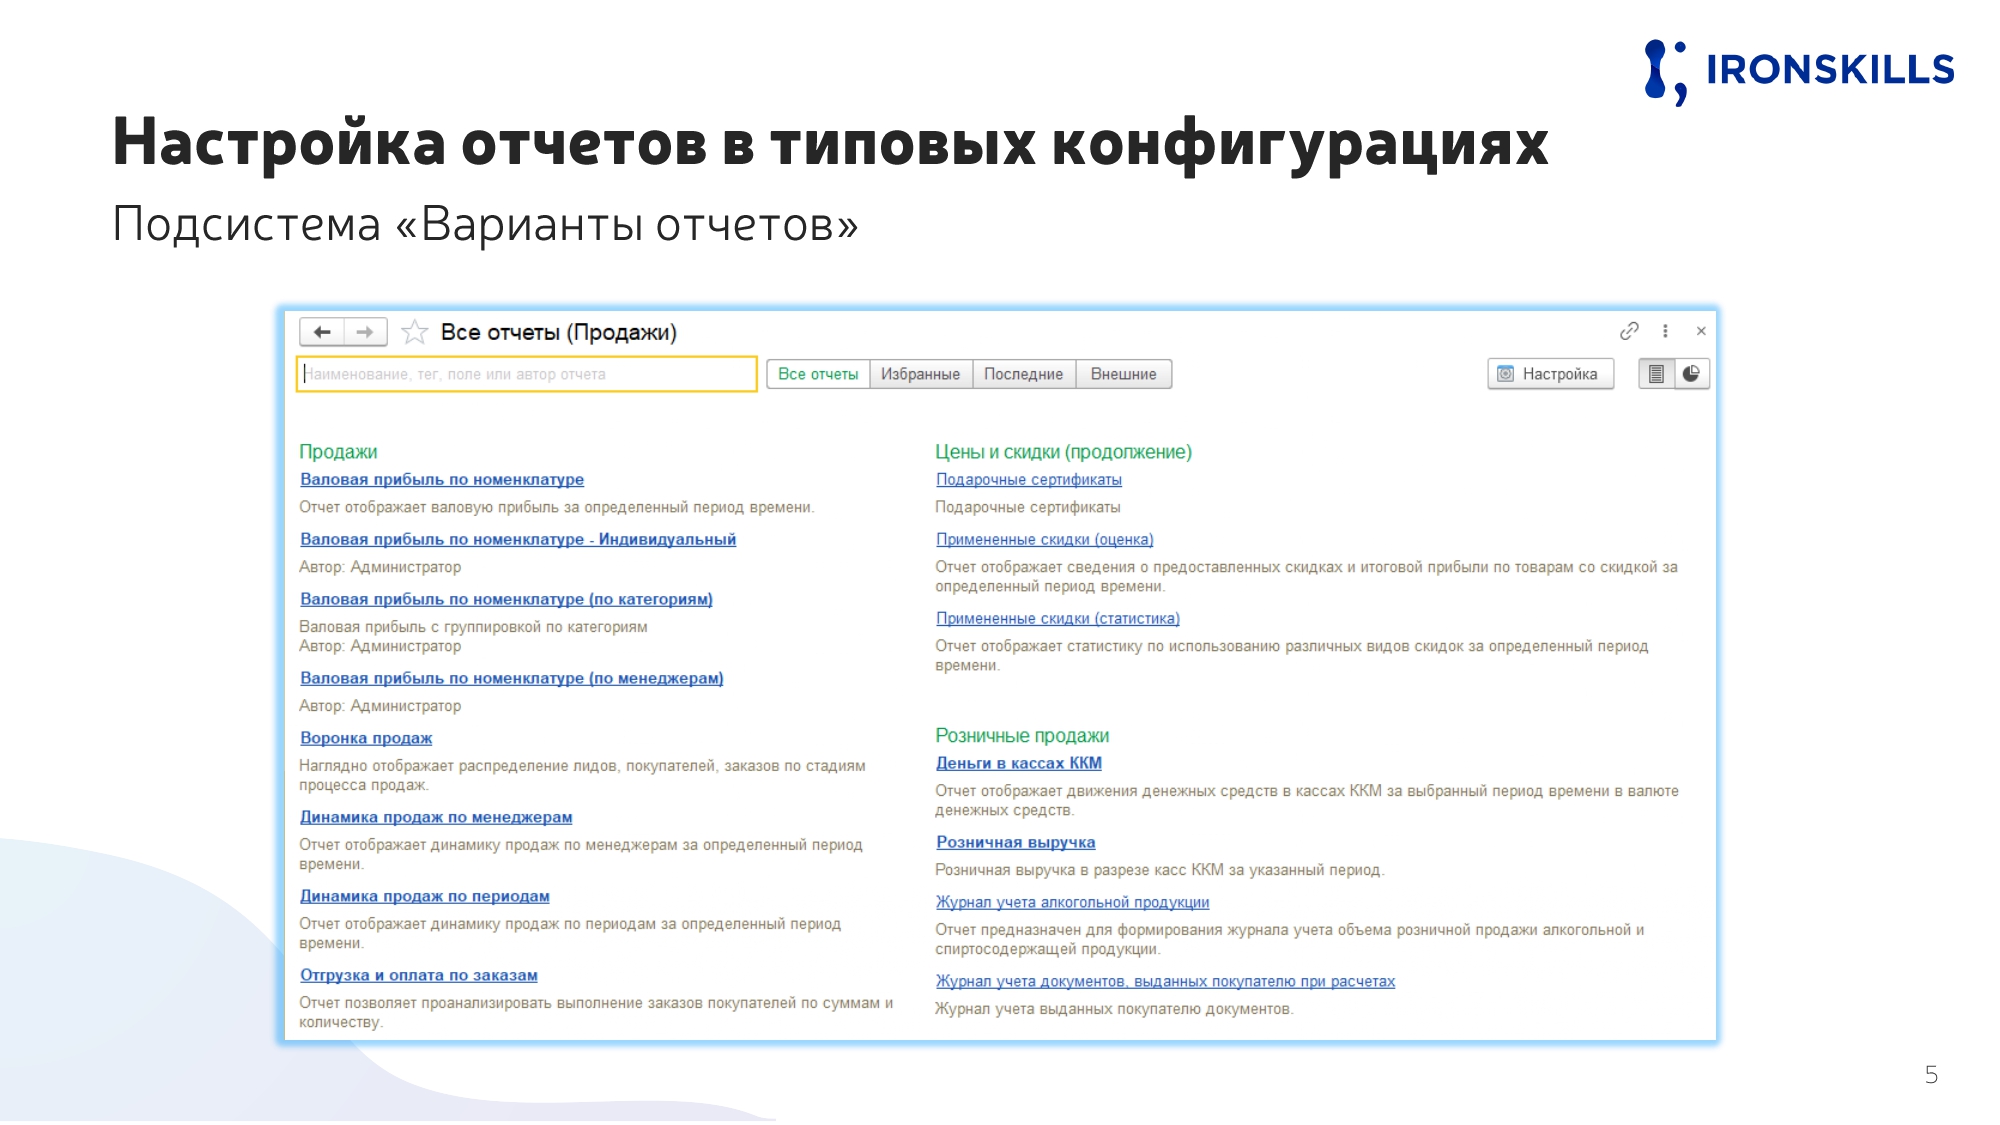 IRONSKILLS
Настройка отчетов в типовых конфигурациях
Подсистема «Варианты отчетов»
Все отчеты (Продажи)
Наименование, тег, поле или автор отчета
Все отчеты
Избранные
Последние
Внешние
Настройка
Продажи
Валовая прибыль по номенклатуре
Отчет отображает валовую прибыль за определенный период времени.
Валовая прибыль по номенклатуре - Индивидуальный
Автор: Администратор
Валовая прибыль по номенклатуре (по категориям)
Валовая прибыль с группировкой по категориям
Автор: Администратор
Валовая прибыль по номенклатуре (по менеджерам)
Автор: Администратор
Воронка продаж
Наглядно отображает распределение лидов, покупателей, заказов по стадиям
процесса продаж.
Динамика продаж по менеджерам
Отчет отображает динамику продаж по менеджерам за определенный период
времени.
Динамика продаж по периодам
Отчет отображает динамику продаж по периодам за определенный период
времени.
Отгрузка и оплата по заказам
Отчет позволяет проанализировать выполнение заказов покупателей по суммам и
количеству.
Цены и скидки (продолжение)
Подарочные сертификаты
Подарочные сертификаты
Примененные скидки (оценка)
Отчет отображает сведения о предоставленных скидках и итоговой прибыли по товарам со скидкой за
определенный период времени.
Примененные скидки (статистика)
Отчет отображает статистику по использованию различных видов скидок за определенный период
времени.
Розничные продажи
Деньги в кассах ККМ
Отчет отображает движения денежных средств в кассах ККМ за выбранный период времени в валюте
денежных средств.
Розничная выручка
Розничная выручка в разрезе касс ККМ за указанный период.
Журнал учета алкогольной продукции
Отчет предназначен для формирования журнала учета объема розничной продажи алкогольной и
спиртосодержащей продукции.
Журнал учета документов, выданных покупателю при расчетах
Журнал учета выданных покупателю документов.
5